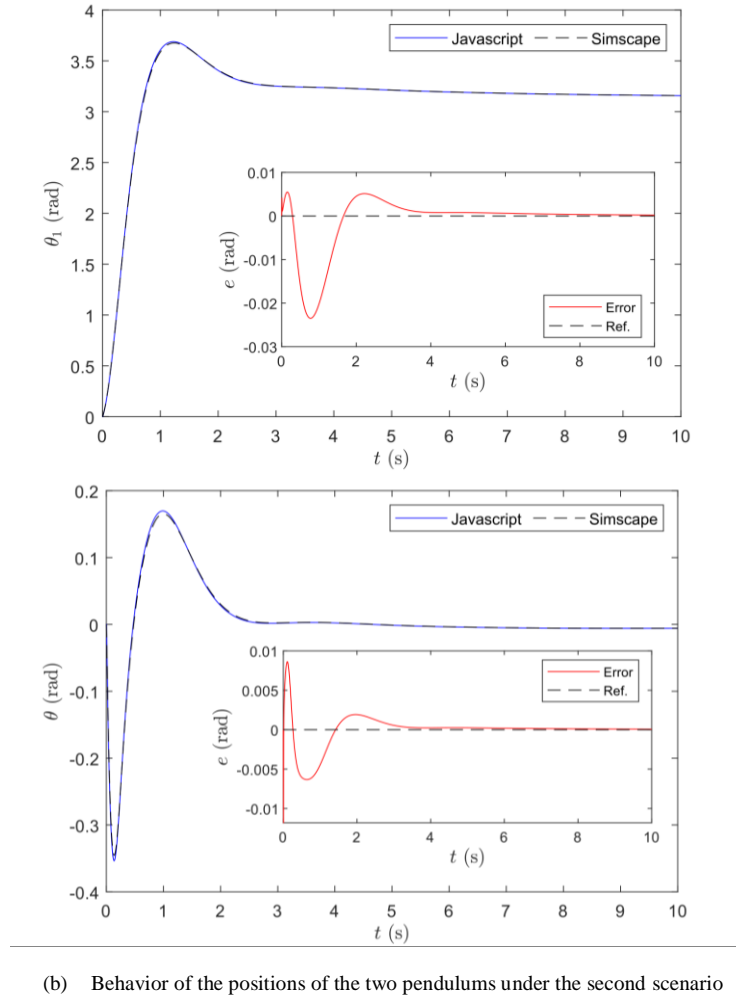 4
3.5
3
2.5
2
1.5
1
0.5
0
θ₁ (rad)
Javascript Simscape
0.01
0
-0.01
-0.02
-0.03
e (rad)
Error
Ref.
0 2 4 6 8 10
t (s)
0 1 2 3 4 5 6 7 8 9 10
t (s)
0.2
0.1
0
-0.1
-0.2
-0.3
-0.4
θ (rad)
Javascript Simscape
0.01
0.005
0
-0.005
-0.01
e (rad)
Error
Ref.
0 2 4 6 8 10
t (s)
0 1 2 3 4 5 6 7 8 9 10
t (s)
(b) Behavior of the positions of the two pendulums under the second scenario